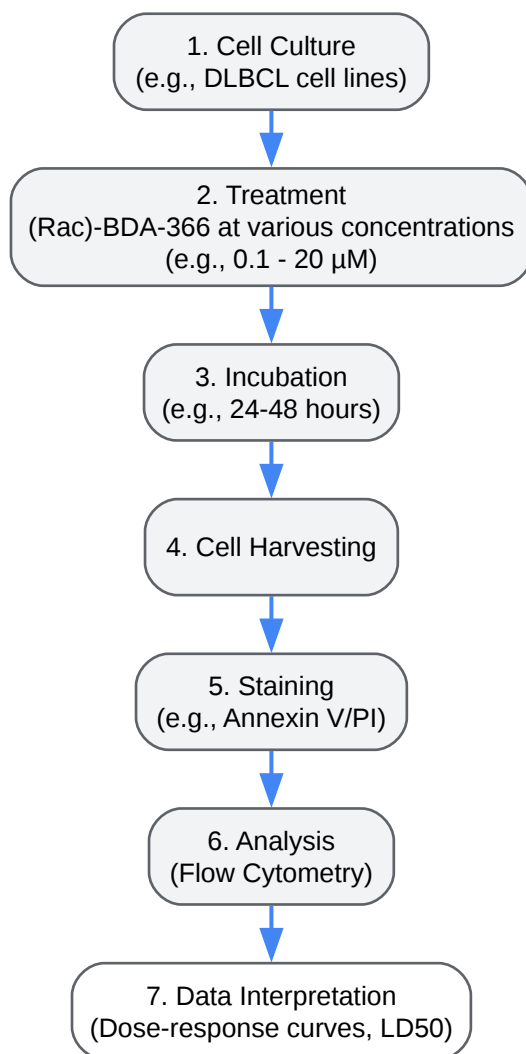 1. Cell Culture
(e.g., DLBCL cell lines)
2. Treatment
(Rac)-BDA-366 at various concentrations
(e.g., 0.1 - 20 µM)
3. Incubation
(e.g., 24-48 hours)
4. Cell Harvesting
5. Staining
(e.g., Annexin V/PI)
6. Analysis
(Flow Cytometry)
7. Data Interpretation
(Dose-response curves, LD50)